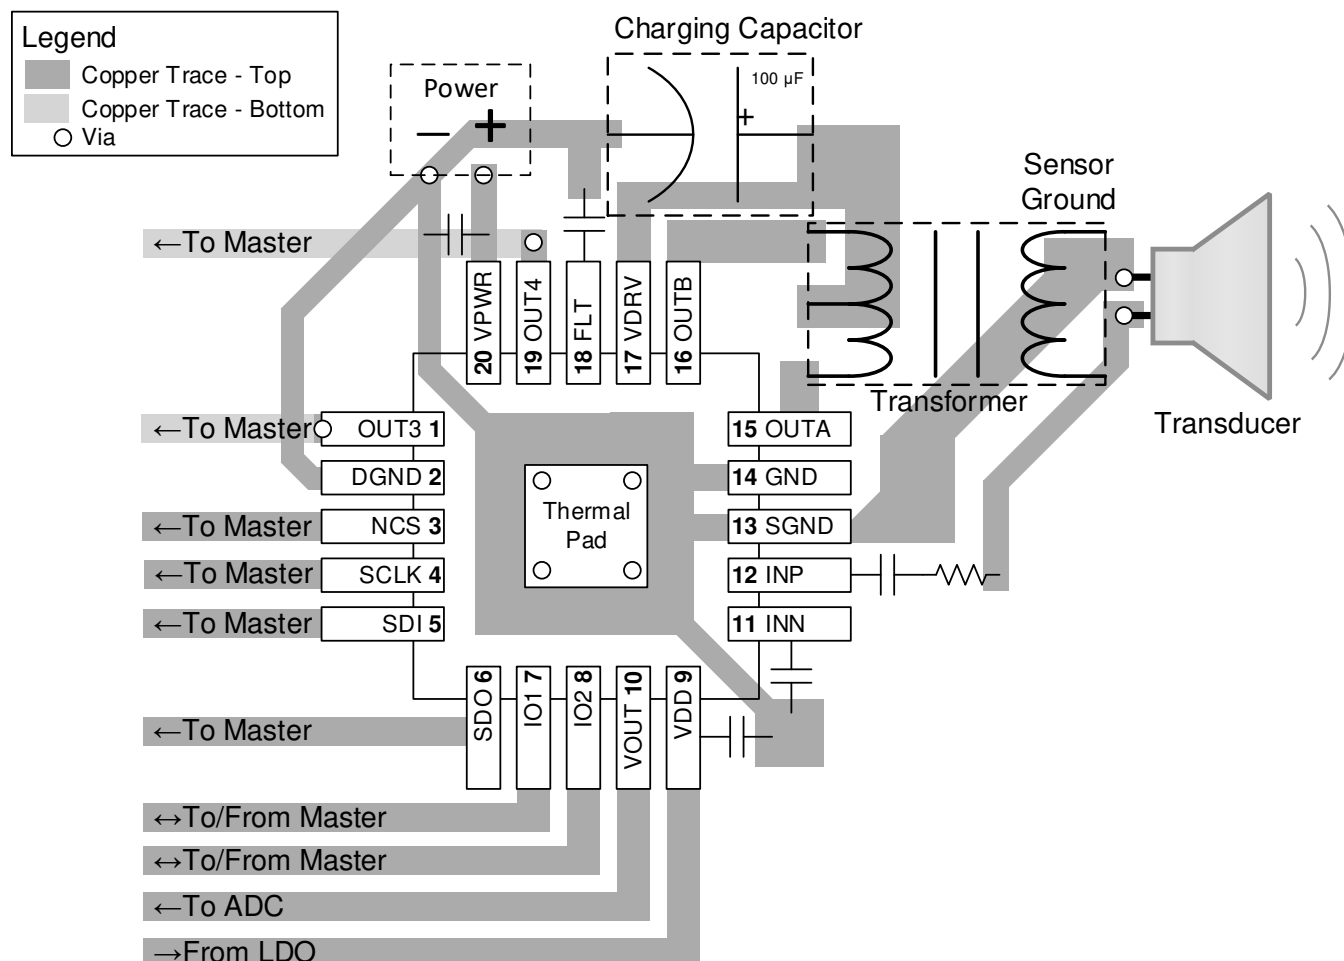 Legend
Copper Trace - Top
Copper Trace - Bottom
Via
Power
Charging Capacitor
100 µF
+
Sensor
Ground
←To Master
20 VPWR
19 OUT4
18 FLT
17 VDRV
16 OUTB
Transformer
Transducer
←To Master
OUT3 1
15 OUTA
DGND 2
14 GND
←To Master
NCS 3
13 SGND
Thermal
Pad
←To Master
SCLK 4
12 INP
←To Master
SDI 5
11 INN
←To Master
SDO 6
IO1 7
IO2 8
VOUT 10
VDD 9
↔To/From Master
↔To/From Master
←To ADC
→From LDO